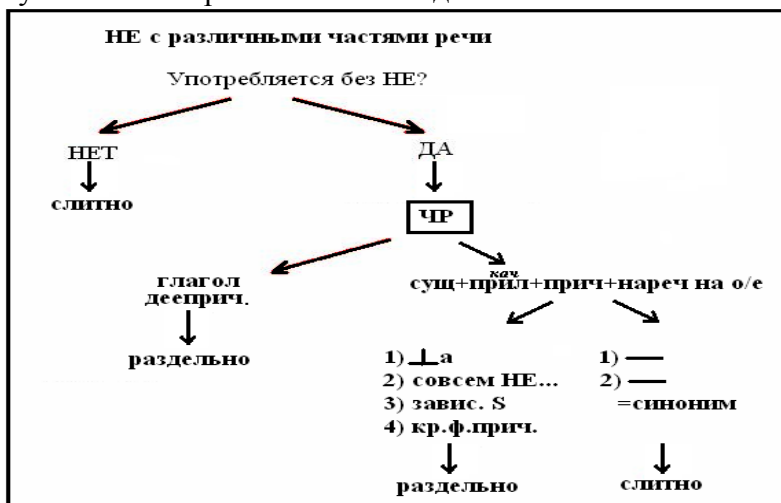 НЕ с различными частями речи
Употребляется без НЕ?
НЕТ
ДА
слитно
ЧР
глагол
дееприч.
кач
сущ+прил+прич+нареч на о/е
раздельно
1) а
2) совсем НЕ...
3) завис. S
4) кр.ф.прич.
1) —
2) —
=синоним
раздельно
слитно